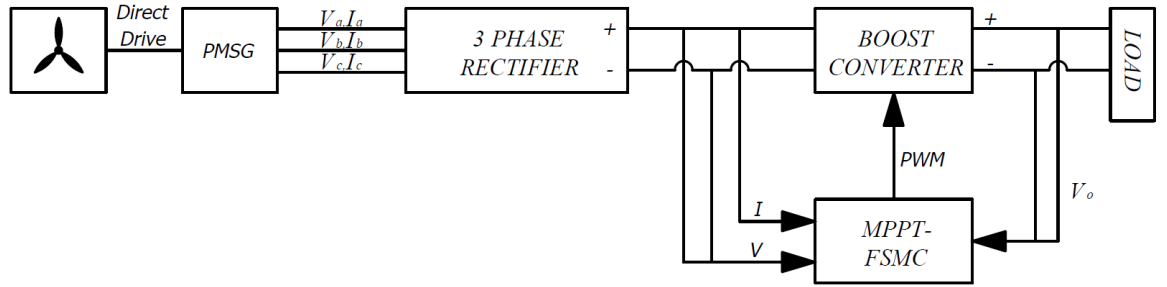 Direct
Drive
PMSG
Va,Ia
Vb,Ib
Vc,Ic
3 PHASE
RECTIFIER
+
-
BOOST
CONVERTER
+
-
LOAD
PWM
I
V
MPPT-
FSMC
Vo